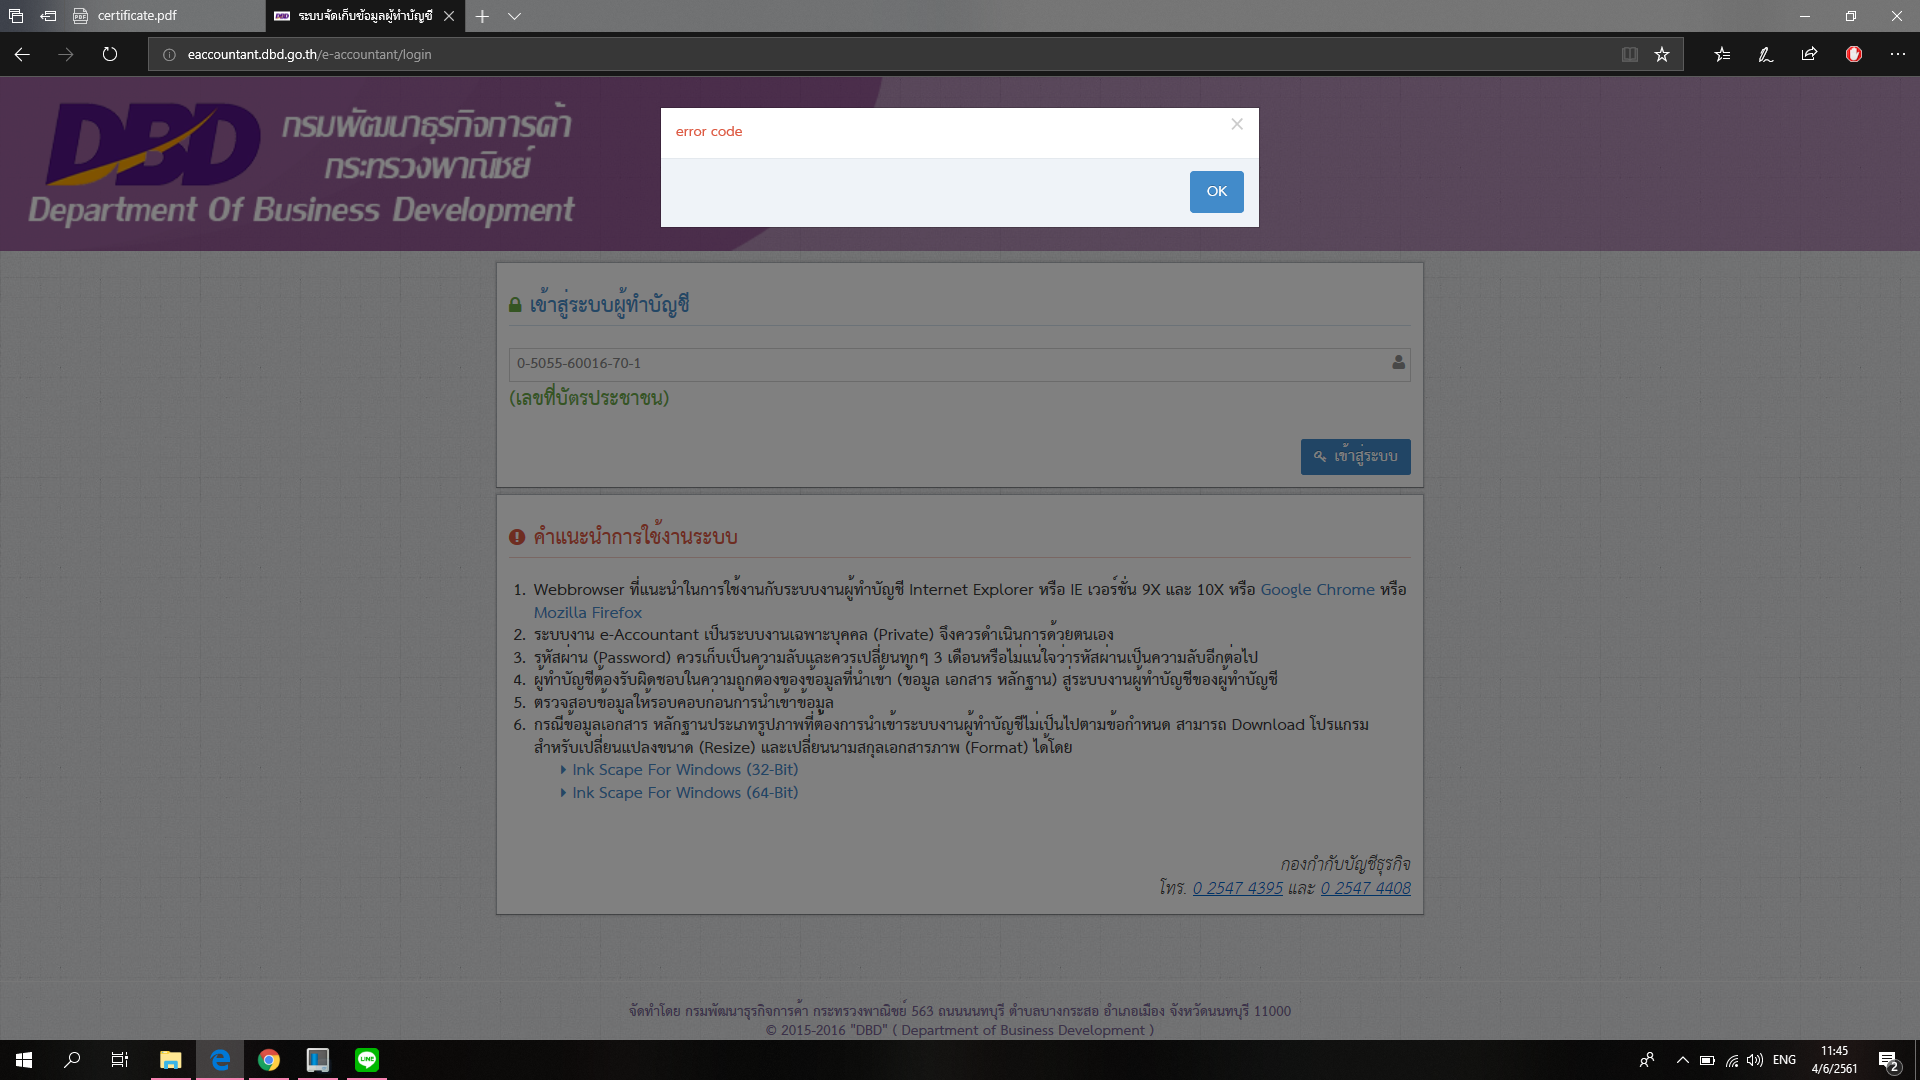 certificate.pdf
DBD ระบบจัดเก็บข้อมูลผู้ทำบัญชี
eaccountant.dbd.go.th/e-accountant/login
DBD
กรมพัฒนาธุรกิจการค้า
กระทรวงพาณิชย์
Department Of Business Development
error code
OK
เข้าสู่ระบบผู้ทำบัญชี
0-5055-60016-70-1
(เลขที่บัตรประชาชน)
เข้าสู่ระบบ
คำแนะนำการใช้งานระบบ
1. Webbrowser ที่แนะนำในการใช้งานกับระบบงานผู้ทำบัญชี Internet Explorer หรือ IE เวอร์ชั่น 9X และ 10X หรือ Google Chrome หรือ
Mozilla Firefox
2. ระบบงาน e-Accountant เป็นระบบงานเฉพาะบุคคล (Private) จึงควรดำเนินการด้วยตนเอง
3. รหัสผ่าน (Password) ควรเก็บเป็นความลับและควรเปลี่ยนทุกๆ 3 เดือนหรือไม่แน่ใจว่ารหัสผ่านเป็นความลับอีกต่อไป
4. ผู้ทำบัญชีต้องรับผิดชอบในความถูกต้องของข้อมูลที่นำเข้า (ข้อมูล เอกสาร หลักฐาน) สู่ระบบงานผู้ทำบัญชีของผู้ทำบัญชี
5. ตรวจสอบข้อมูลให้รอบคอบก่อนการนำเข้าข้อมูล
6. กรณีข้อมูลเอกสาร หลักฐานประเภทรูปภาพที่ต้องการนำเข้าระบบงานผู้ทำบัญชีไม่เป็นไปตามข้อกำหนด สามารถ Download โปรแกรม
สำหรับเปลี่ยนแปลงขนาด (Resize) และเปลี่ยนนามสกุลเอกสารภาพ (Format) ได้โดย
Ink Scape For Windows (32-Bit)
Ink Scape For Windows (64-Bit)
กองกำกับบัญชีธุรกิจ
โทร. 0 2547 4395 และ 0 2547 4408
จัดทำโดย กรมพัฒนาธุรกิจการค้า กระทรวงพาณิชย์ 563 ถนนนนทบุรี ตำบลบางกระสอ อำเภอเมือง จังหวัดนนทบุรี 11000
© 2015-2016 "DBD" ( Department of Business Development )
LINE
ENG
11:45
4/6/2561
2